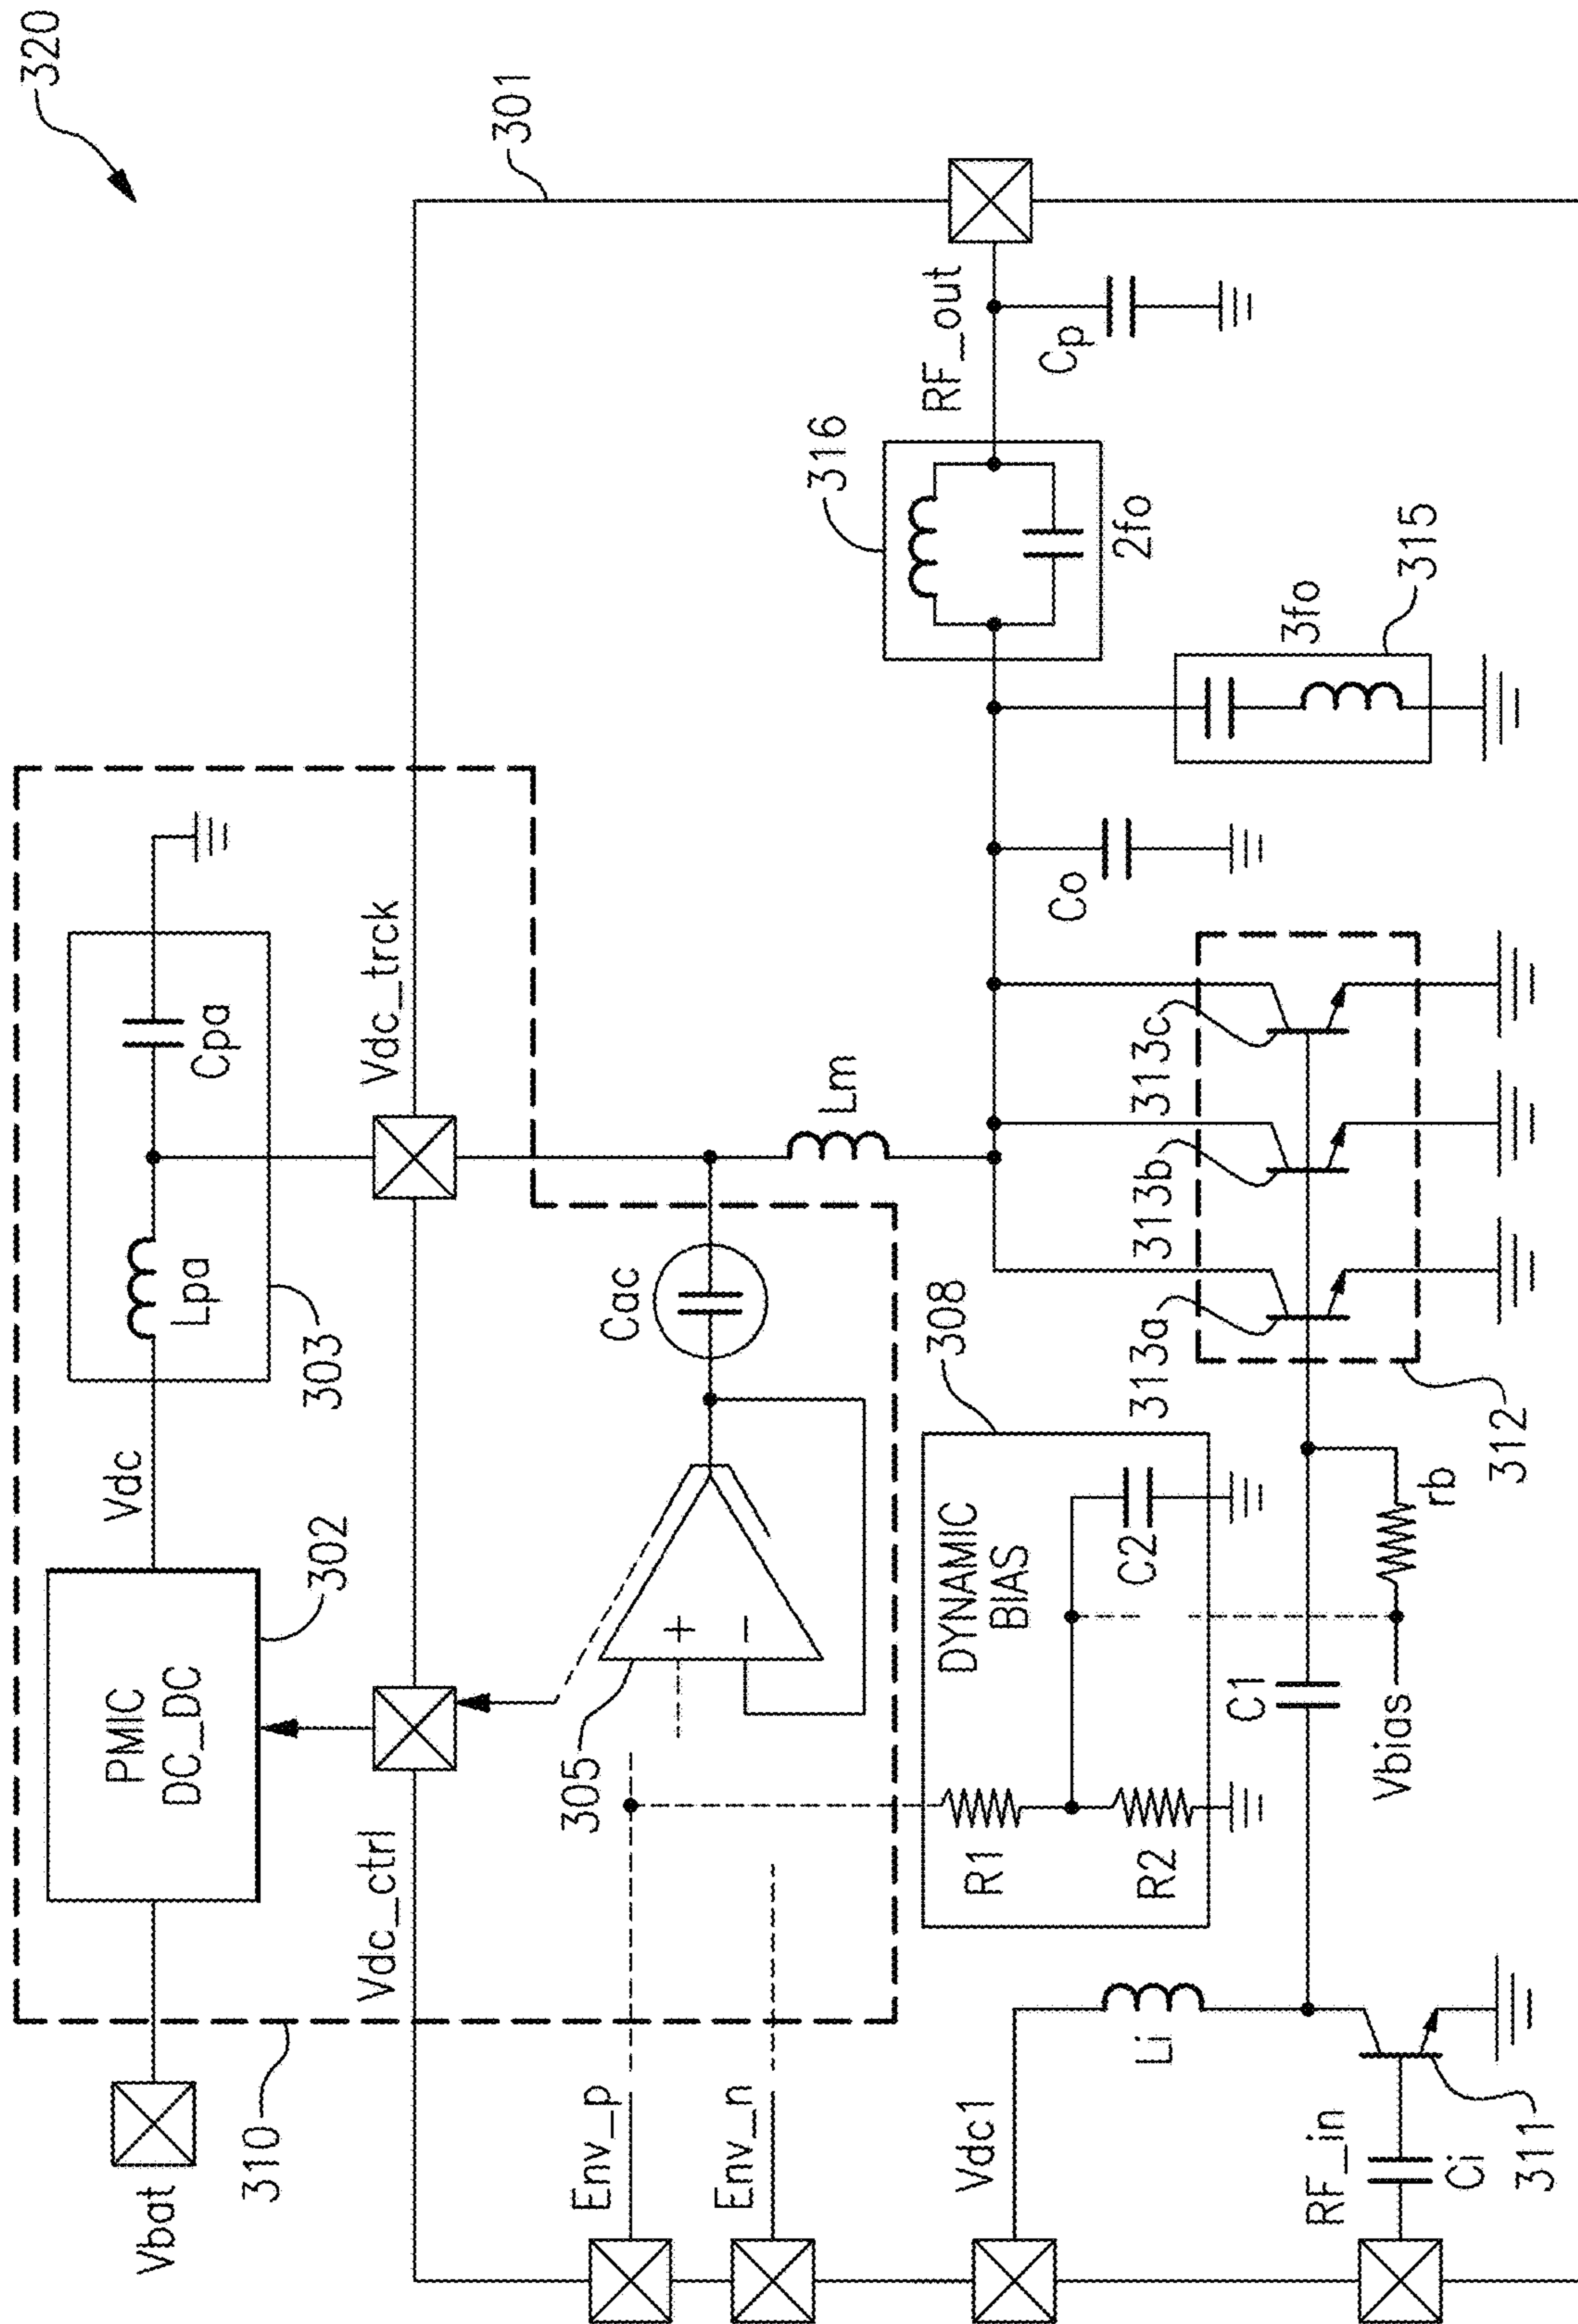 320
Vbat
310
PMIC
DC_DC
302
Vdc
303
Lpa
Cpa
Vdc_ctrl
Vdc_trck
301
Env_p
Env_n
305
+
−
Cac
Lm
Vdc1
Li
RF_in
Ci
311
R1
R2
DYNAMIC
BIAS
C2
308
C1
Vbias
rb
312
313a
313b
313c
Co
3fo
315
316
2fo
RF_out
Cp